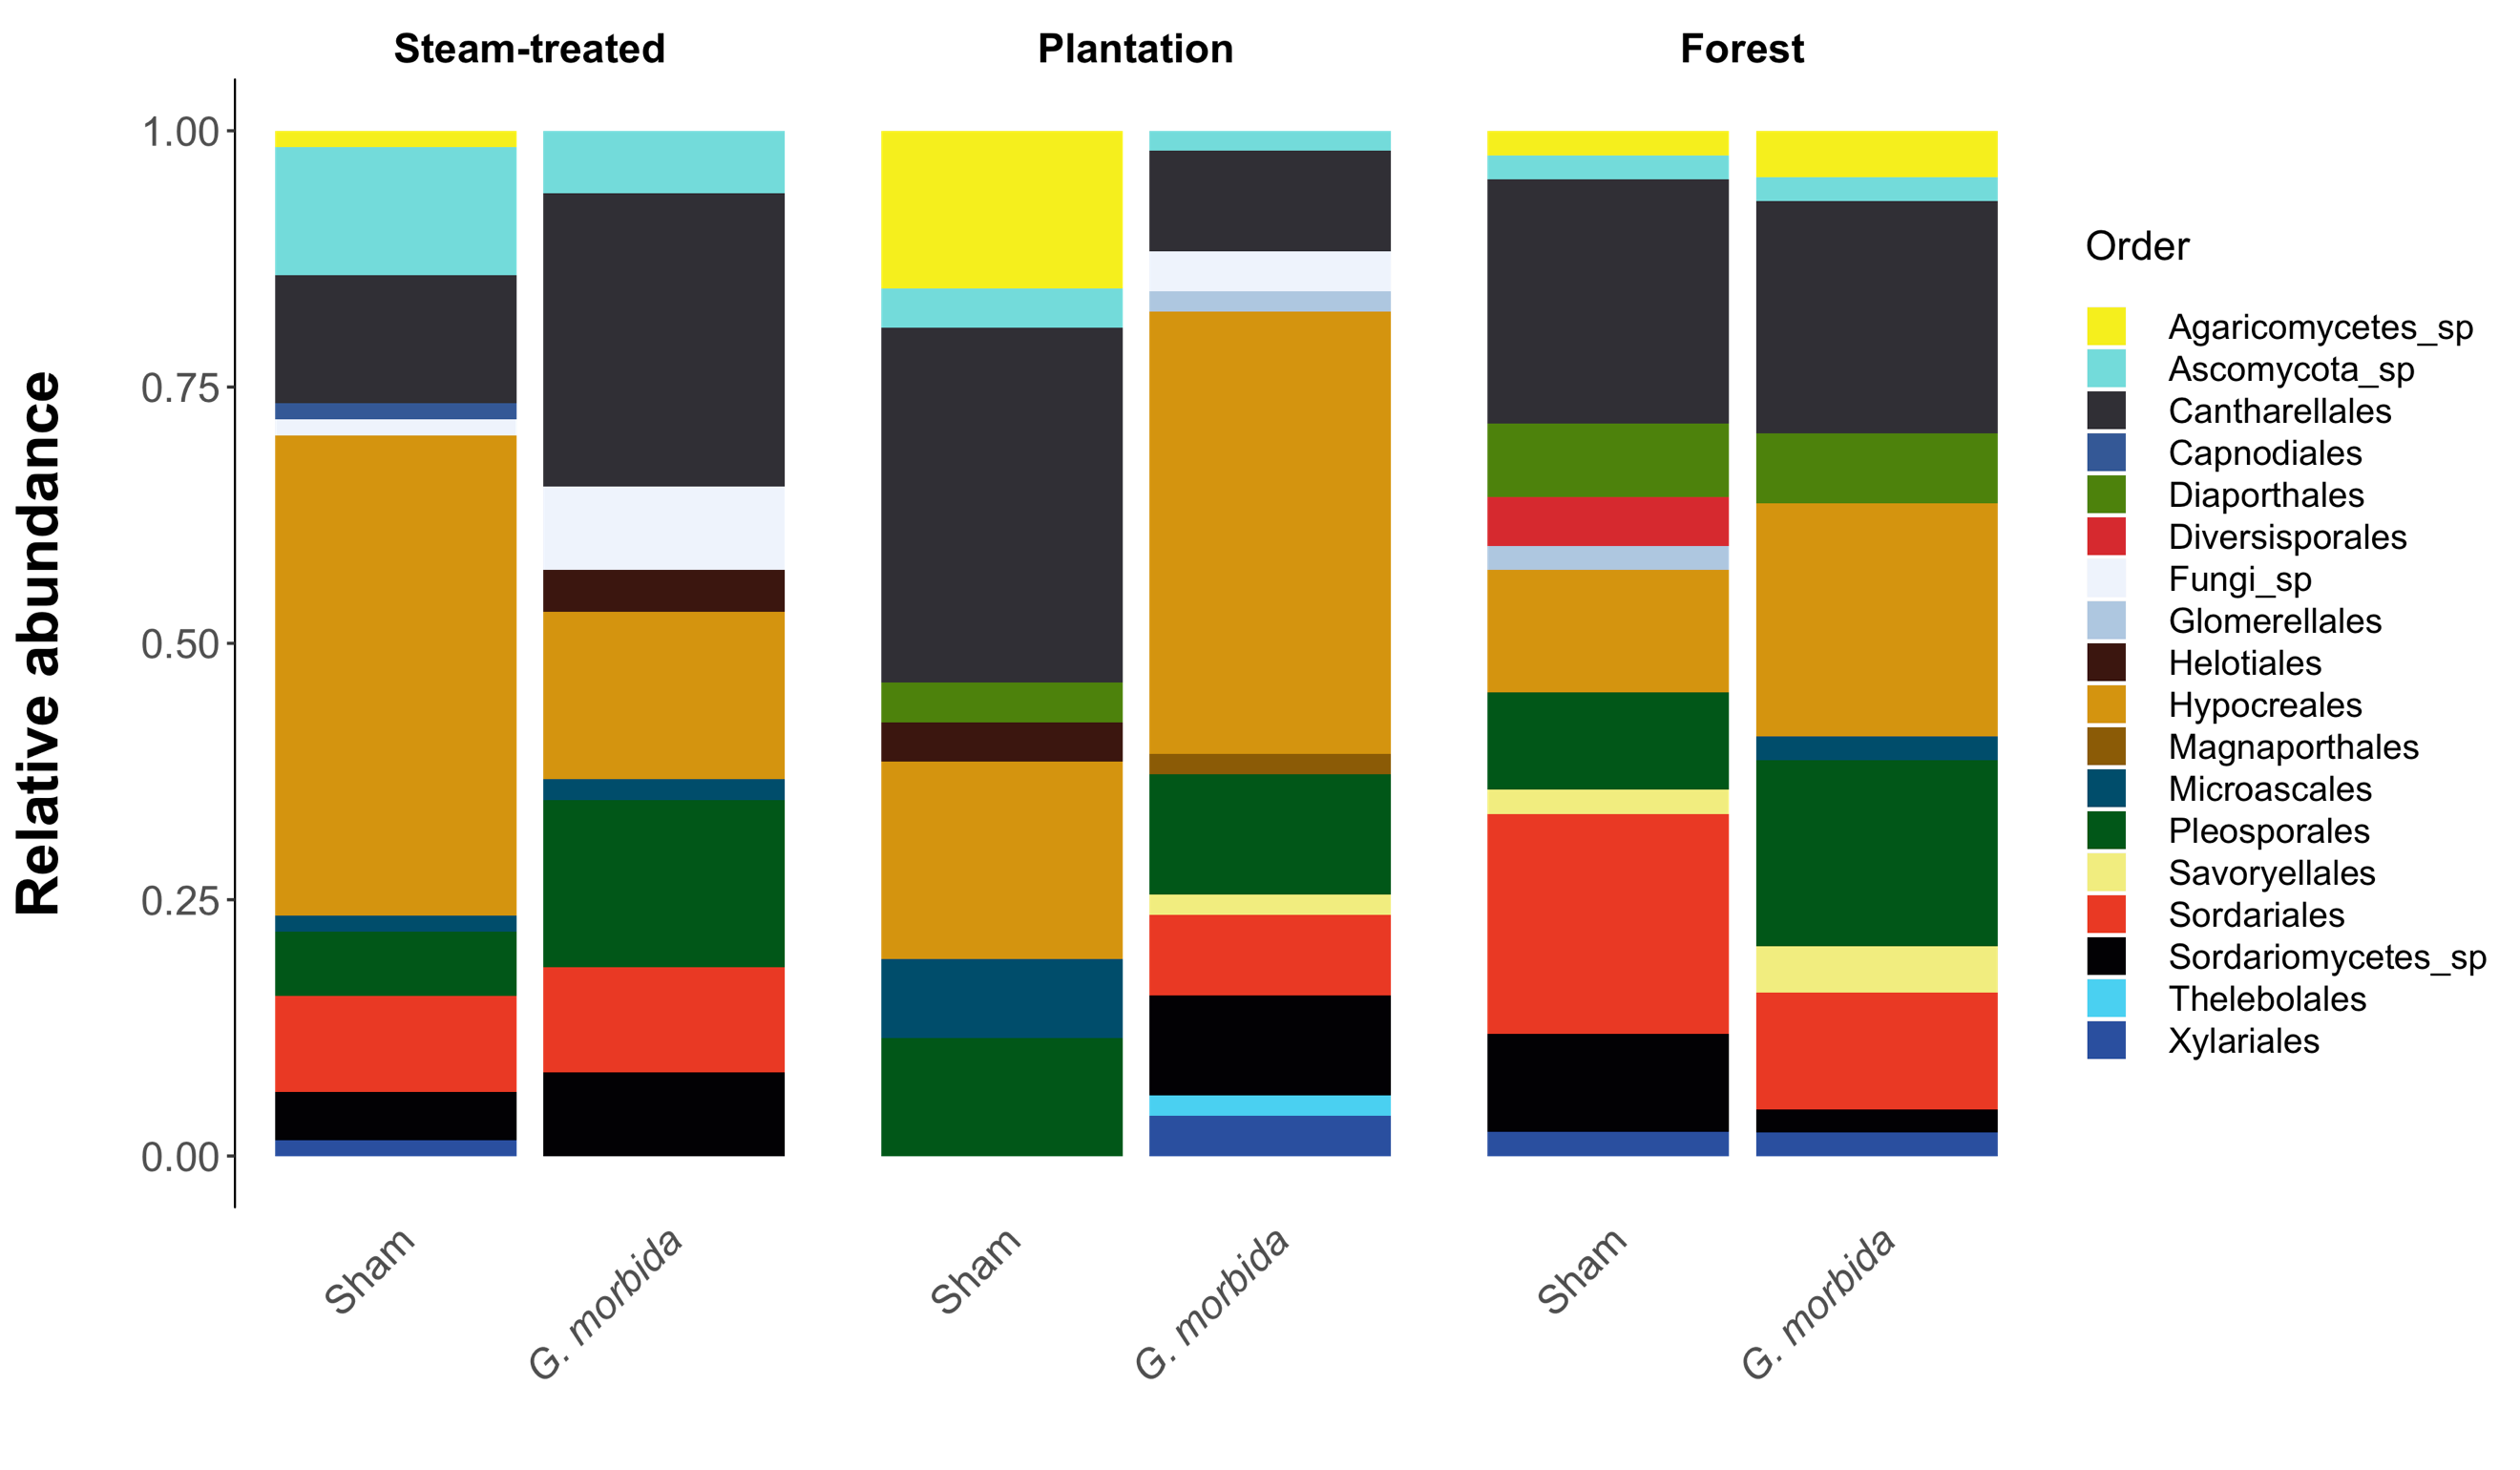 Steam-treated
Plantation
Forest
Relative abundance
1.00
0.75
0.50
0.25
0.00
Sham
G. morbida
Sham
G. morbida
Sham
G. morbida
Order
Agaricomycetes_sp
Ascomycota_sp
Cantharellales
Capnodiales
Diaporthales
Diversisporales
Fungi_sp
Glomerellales
Helotiales
Hypocreales
Magnaporthales
Microascales
Pleosporales
Savoryellales
Sordariales
Sordariomycetes_sp
Thelebolales
Xylariales